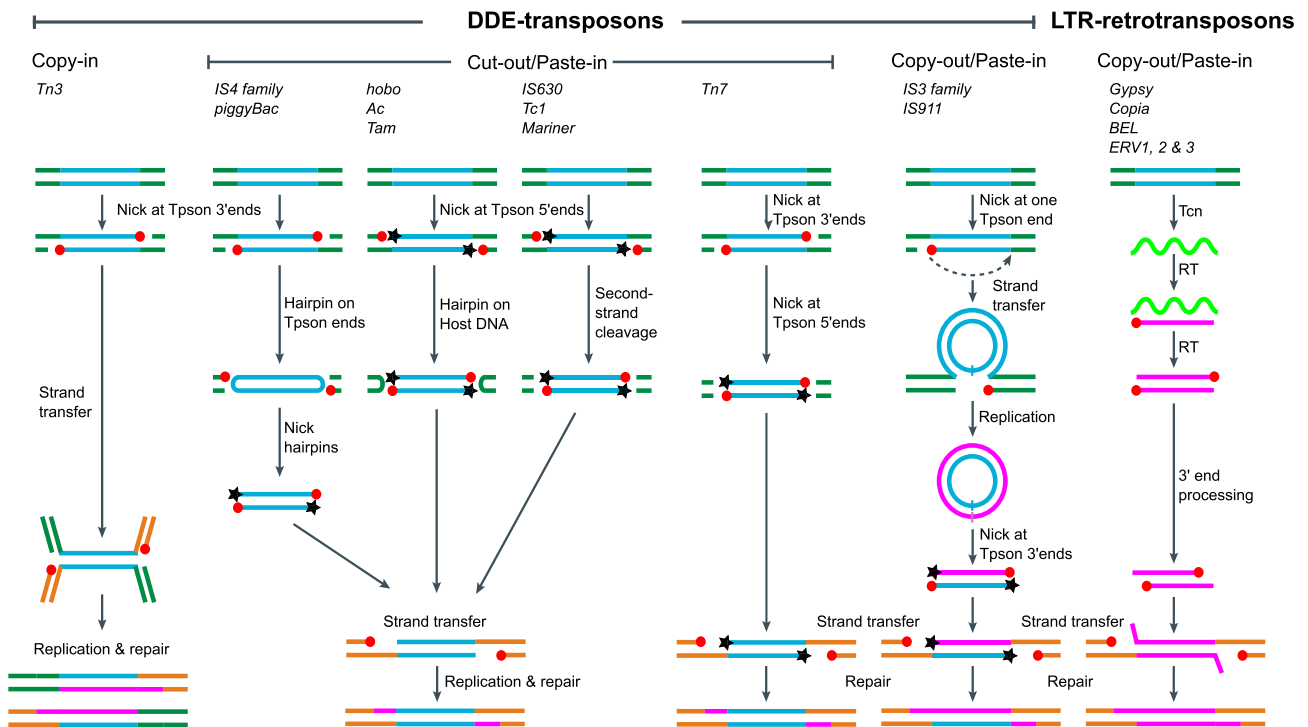 DDE-transposons
LTR-retrotransposons
Copy-in
Cut-out/Paste-in
Copy-out/Paste-in
Copy-out/Paste-in
Tn3
IS4 family
piggyBac
hobo
Ac
Tam
IS630
Tc1
Mariner
Tn7
IS3 family
IS911
Gypsy
Copia
BEL
ERV1, 2 & 3
Nick at Tpson 3'ends
Nick at Tpson 5'ends
Nick at
Tpson 3'ends
Nick at one
Tpson end
Tcn
RT
Hairpin on
Tpson ends
Hairpin on
Host DNA
Second-
strand
cleavage
Nick at
Tpson 5'ends
Strand
transfer
RT
Strand
transfer
Nick
hairpins
Replication
3' end
processing
Nick at
Tpson 3'ends
Strand transfer
Strand transfer
Strand transfer
Replication & repair
Replication & repair
Repair
Repair